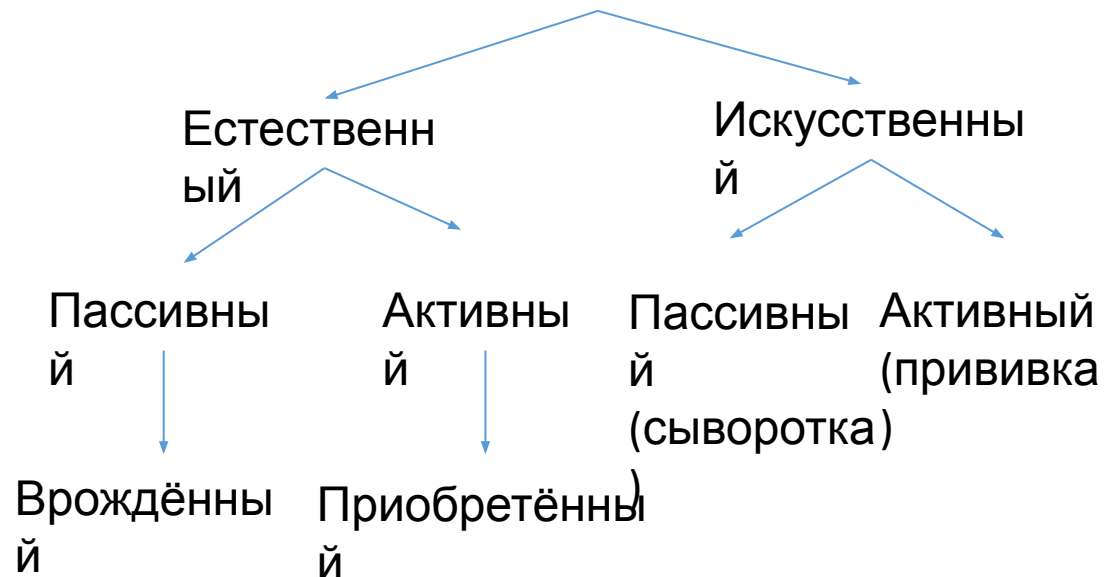 Естественн
ый
Искусственны
й
Пассивны
й
Активны
й
Пассивны
й
(сыворотка
)
Активный
(прививка
)
Врождённы
й
Приобретённы
й